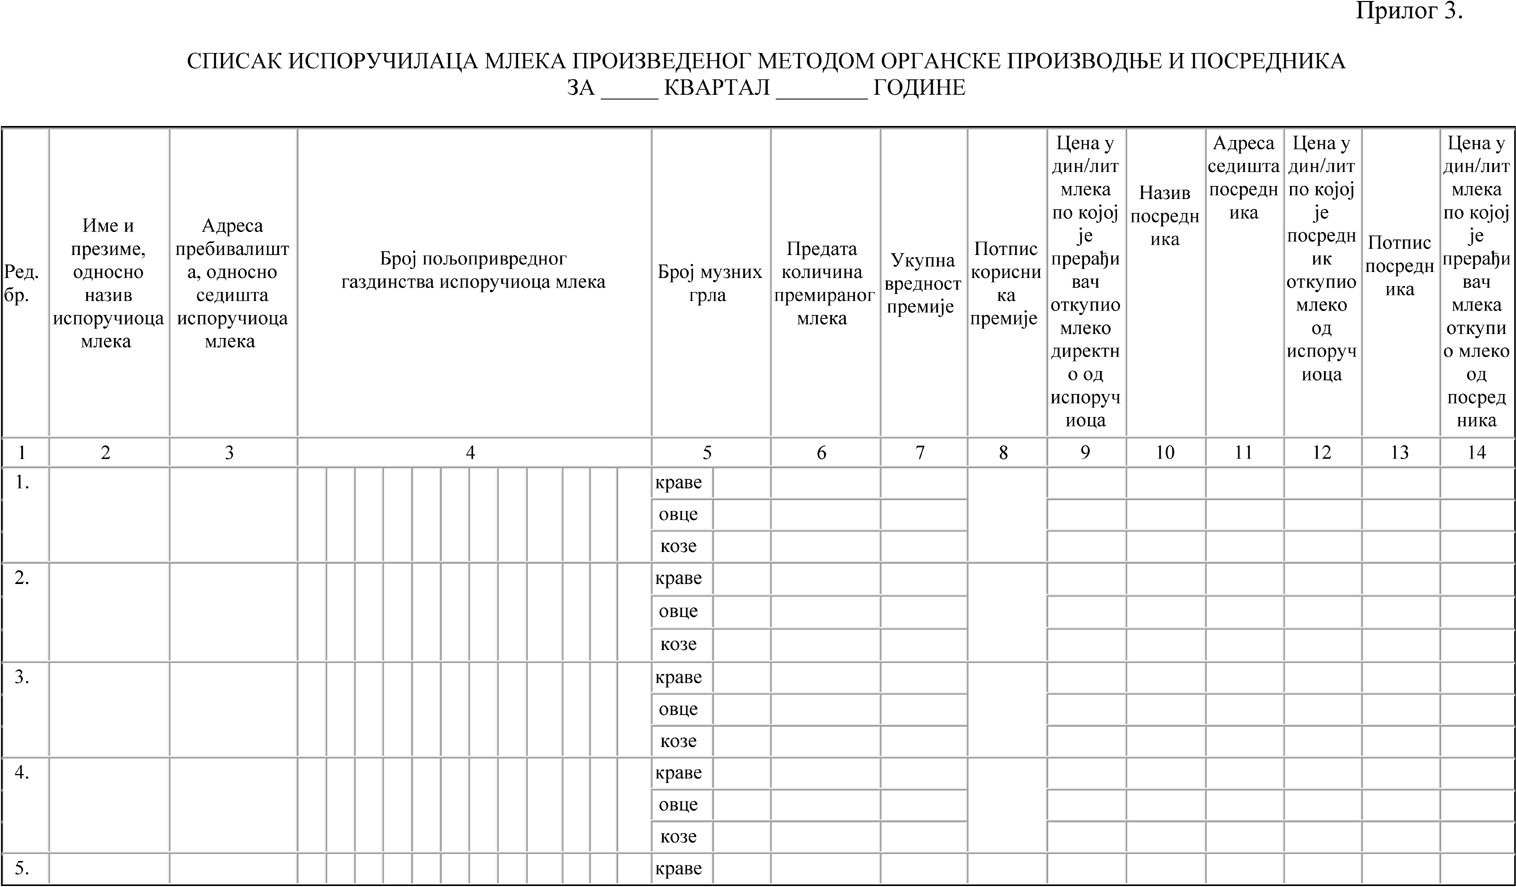 Прилог 3.
СПИСАК ИСПОРУЧИЛАЦА МЛЕКА ПРОИЗВЕДЕНОГ МЕТОДОМ ОРГАНСКЕ ПРОИЗВОДЊЕ И ПОСРЕДНИКА
ЗА _____ КВАРТАЛ ________ ГОДИНЕ
Ред.
бр.
Име и
презиме,
односно
назив
испоручиоца
млека
Адреса
пребивалишт
а, односно
седишта
испоручиоца
млека
Број пољопривредног
газдинства испоручиоца млека
Број музних
грла
Предата
количина
премираног
млека
Укупна
вредност
премије
Потпис
корисни
ка
премије
Цена у
дин/лит
млека
по којој
је
прерађи
вач
откупио
млеко
директн
о од
испоруч
иоца
Назив
посредн
ика
Адреса
седишта
посредн
ика
Цена у
дин/лит
по којој
је
посредн
ик
откупио
млеко
од
испоруч
иоца
Потпис
посредн
ика
Цена у
дин/лит
млека
по којој
је
прерађи
вач
млека
откупи
о млеко
од
посред
ника
1 2 3 4 5 6 7 8 9 10 11 12 13 14
1. краве
овце
козе
2. краве
овце
козе
3. краве
овце
козе
4. краве
овце
козе
5. краве